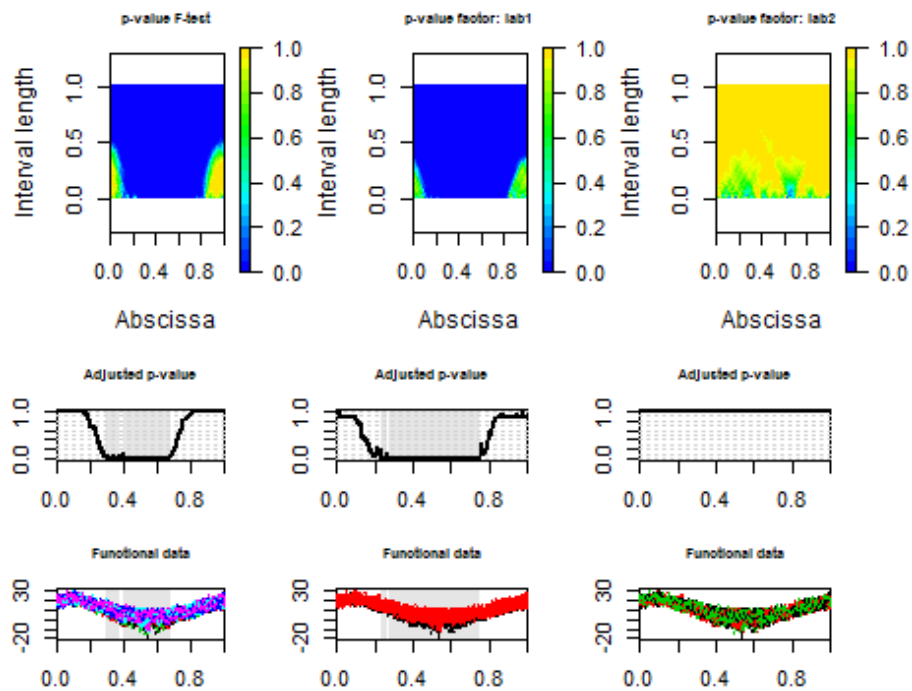 p-value F-test
p-value factor: lab1
p-value factor: lab2
Interval length
0.0 0.5 1.0
0.0 0.4 0.8
Abscissa
0.0 0.2 0.4 0.6 0.8 1.0
Interval length
0.0 0.5 1.0
0.0 0.4 0.8
Abscissa
0.0 0.2 0.4 0.6 0.8 1.0
Interval length
0.0 0.5 1.0
0.0 0.4 0.8
Abscissa
0.0 0.2 0.4 0.6 0.8 1.0
Adjusted p-value
0.0 1.0
0.0 0.4 0.8
Adjusted p-value
0.0 1.0
0.0 0.4 0.8
Adjusted p-value
0.0 1.0
0.0 0.4 0.8
Functional data
-20 30
0.0 0.4 0.8
Functional data
-20 30
0.0 0.4 0.8
Functional data
-20 30
0.0 0.4 0.8